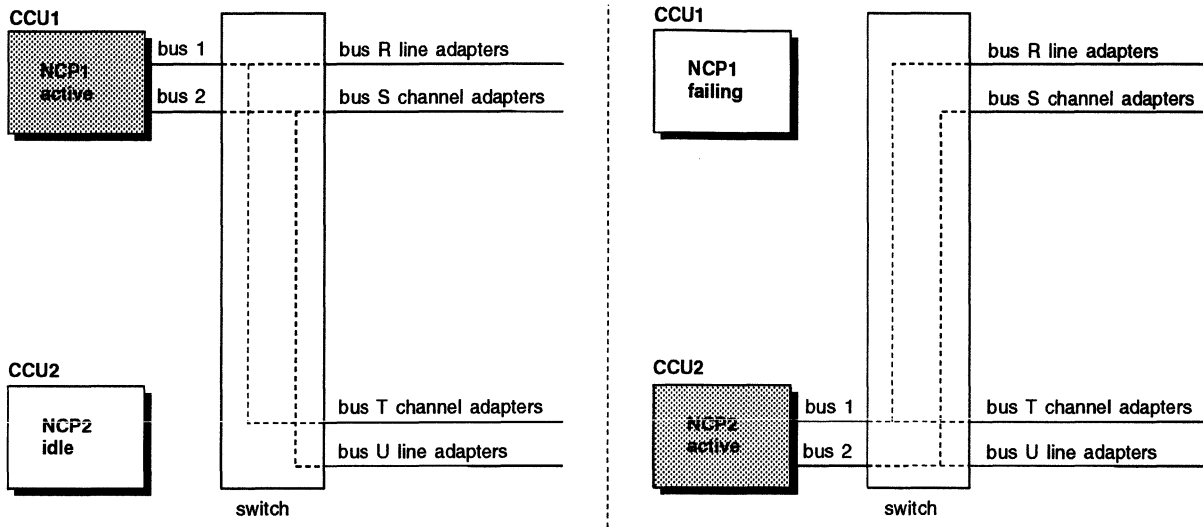 CCU1
NCP1
active
bus 1
bus 2
bus R line adapters
bus S channel adapters
CCU2
NCP2
idle
bus T channel adapters
bus U line adapters
switch
CCU1
NCP1
failing
bus R line adapters
bus S channel adapters
CCU2
NCP2
active
bus 1
bus 2
bus T channel adapters
bus U line adapters
switch